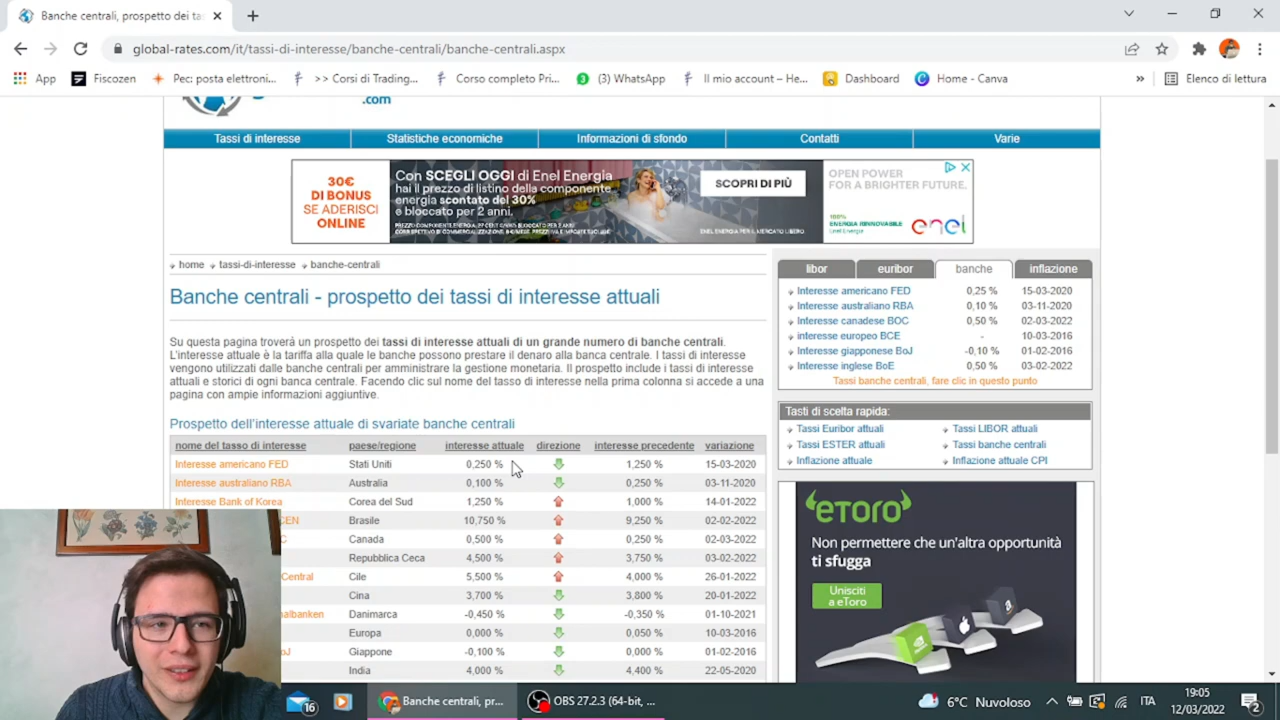 Banche centrali, prospetto dei ta
global-rates.com/it/tassi-di-interesse/banche-centrali/banche-centrali.aspx
App
Fiscozen
Pec: posta elettroni...
>> Corsi di Trading...
Corso completo Pri...
(3) WhatsApp
Il mio account – He...
Dashboard
Home - Canva
»
Elenco di lettura
.com
Tassi di interesse
Statistiche economiche
Informazioni di sfondo
Contatti
Varie
30€
DI BONUS
SE ADERISCI
ONLINE
Con SCEGLI OGGI di Enel Energia
hai il prezzo di listino della componente
energia scontato del 30%
e bloccato per 2 anni.
SCOPRI DI PIÙ
OPEN POWER
FOR A BRIGHTER FUTURE.
100%
ENERGIA RINNOVABILE
Enel Energia
enel
home
tassi-di-interesse
banche-centrali
Banche centrali - prospetto dei tassi di interesse attuali
Su questa pagina troverà un prospetto dei tassi di interesse attuali di un grande numero di banche centrali.
L'interesse attuale è la tariffa alla quale le banche possono prestare il denaro alla banca centrale. I tassi di interesse
vengono utilizzati dalle banche centrali per amministrare la gestione monetaria. Il prospetto include i tassi di interesse
attuali e storici di ogni banca centrale. Facendo clic sul nome del tasso di interesse nella prima colonna si accede a una
pagina con ampie informazioni aggiuntive.
Prospetto dell'interesse attuale di svariate banche centrali
nome del tasso di interesse paese/regione interesse attuale direzione interesse precedente variazione
Interesse americano FED Stati Uniti 0,250 % 1,250 % 15-03-2020
Interesse australiano RBA Australia 0,100 % 0,250 % 03-11-2020
Interesse Bank of Korea Corea del Sud 1,250 % 1,000 % 14-01-2022
CEN Brasile 10,750 % 9,250 % 02-02-2022
C Canada 0,500 % 0,250 % 02-03-2022
Repubblica Ceca 4,500 % 3,750 % 03-02-2022
Central Cile 5,500 % 4,000 % 26-01-2022
Cina 3,700 % 3,800 % 20-01-2022
albanken Danimarca -0,450 % -0,350 % 01-10-2021
Europa 0,000 % 0,050 % 10-03-2016
oJ Giappone -0,100 % 0,000 % 01-02-2016
India 4,000 % 4,400 % 22-05-2020
libor
euribor
banche
inflazione
Interesse americano FED 0,25 % 15-03-2020
Interesse australiano RBA 0,10 % 03-11-2020
Interesse canadese BOC 0,50 % 02-03-2022
interesse europeo BCE - 10-03-2016
Interesse giapponese BoJ -0,10 % 01-02-2016
Interesse inglese BoE 0,50 % 03-02-2022
Tassi banche centrali, fare clic in questo punto
Tasti di scelta rapida:
Tassi Euribor attuali Tassi LIBOR attuali
Tassi ESTER attuali Tassi banche centrali
Inflazione attuale Inflazione attuale CPI
eToro
Non permettere che un'altra opportunità
ti sfugga
Unisciti
a eToro
16
Banche centrali, pr...
OBS 27.2.3 (64-bit, ...
6°C Nuvoloso
ITA
19:05
12/03/2022
2